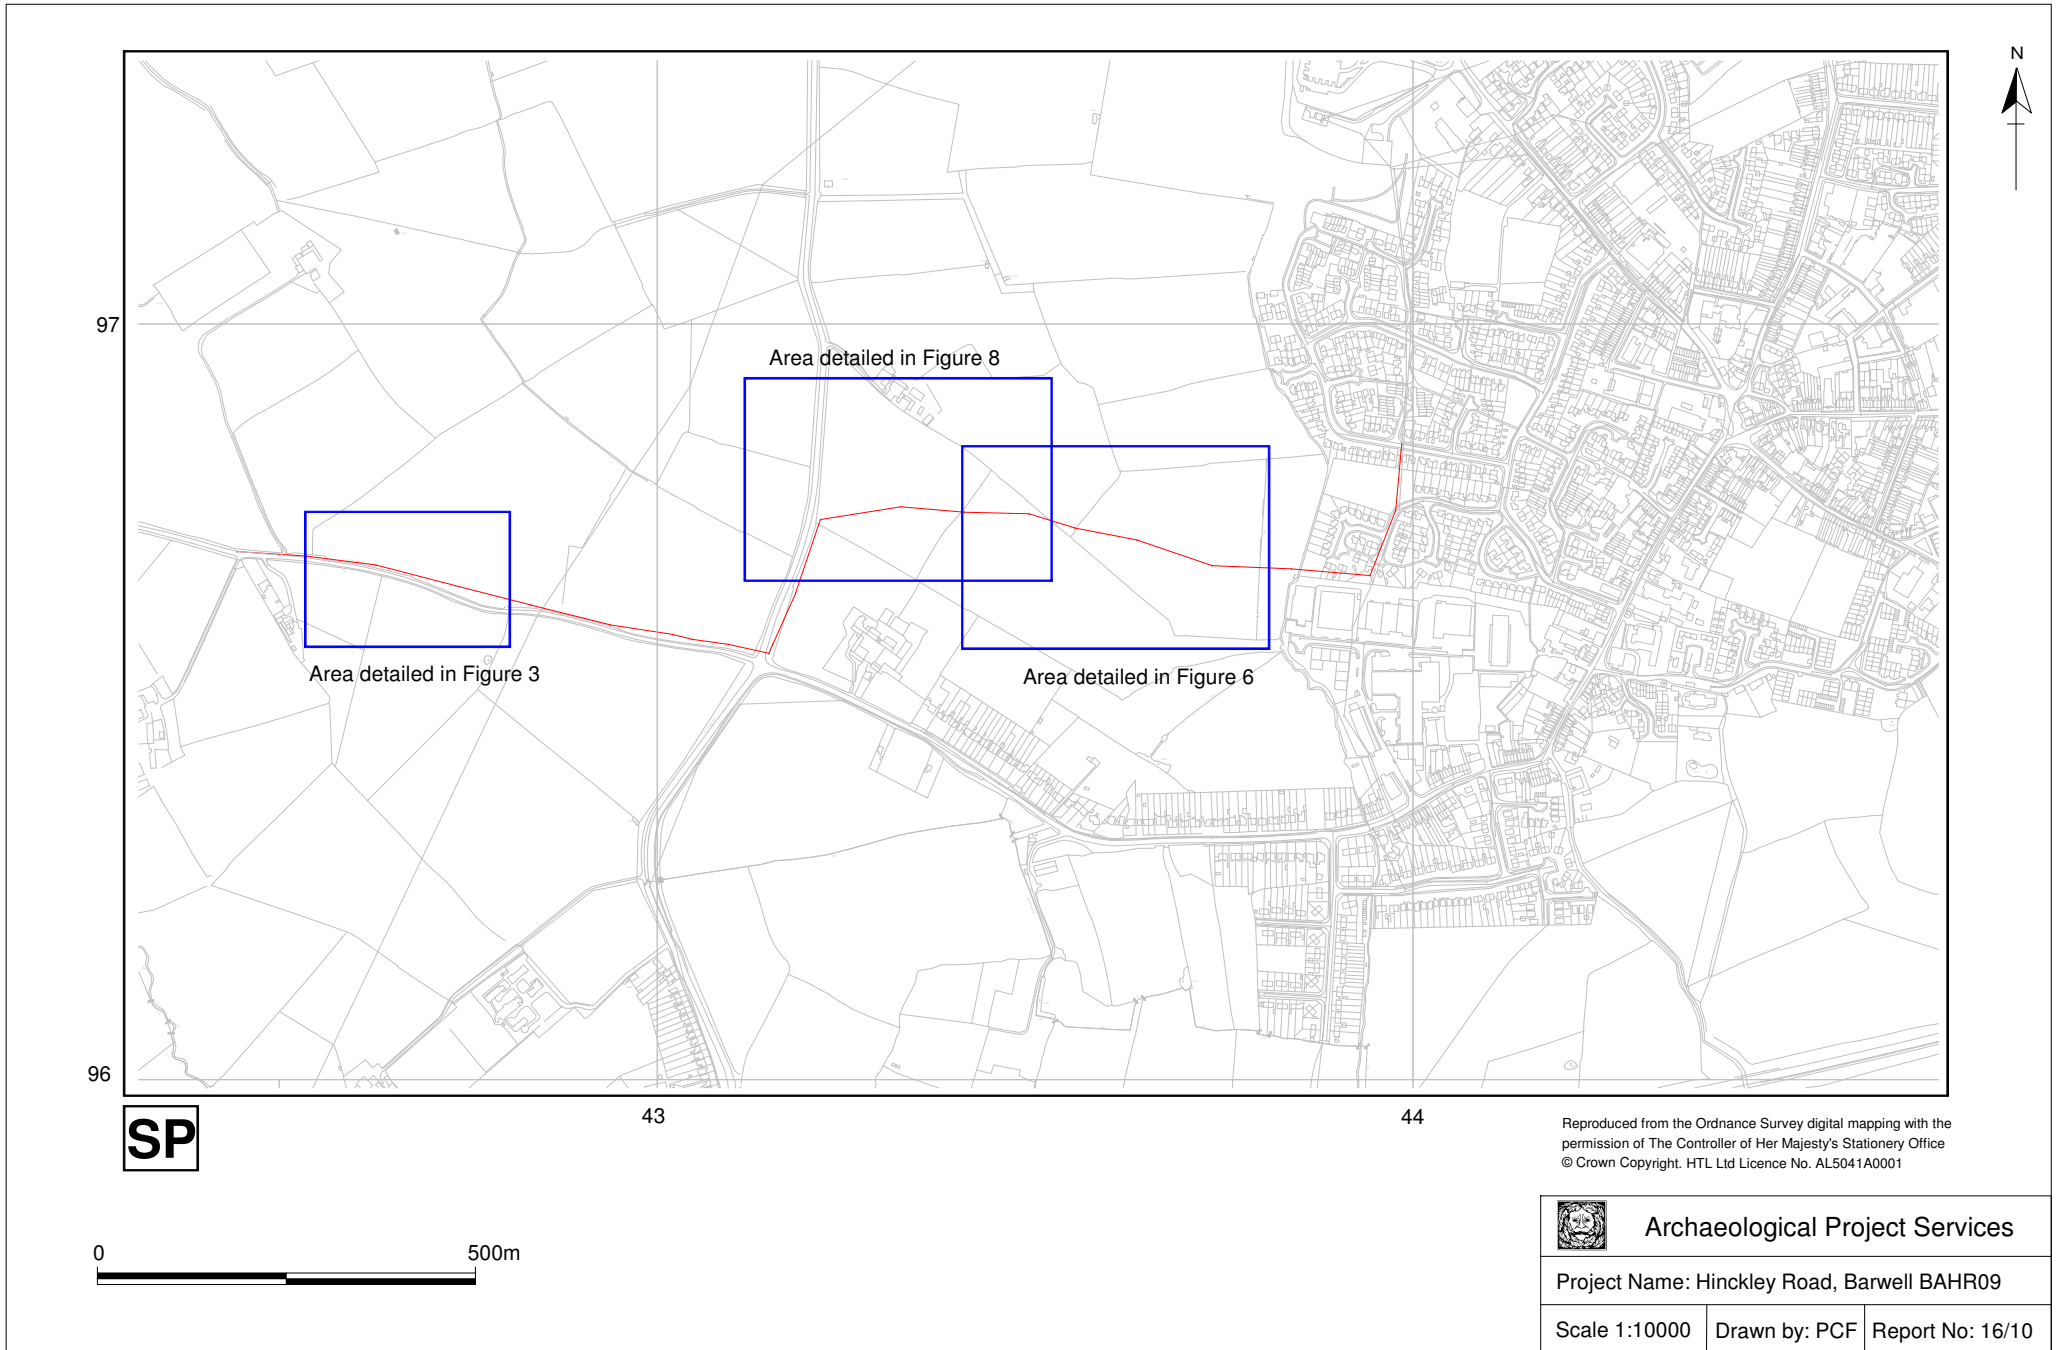 N
97
Area detailed in Figure 8
Area detailed in Figure 3
Area detailed in Figure 6
96
43
44
SP
Reproduced from the Ordnance Survey digital mapping with the
permission of The Controller of Her Majesty's Stationery Office
© Crown Copyright. HTL Ltd Licence No. AL5041A0001
0 500m
Archaeological Project Services
Project Name: Hinckley Road, Barwell BAHR09
Scale 1:10000 Drawn by: PCF Report No: 16/10